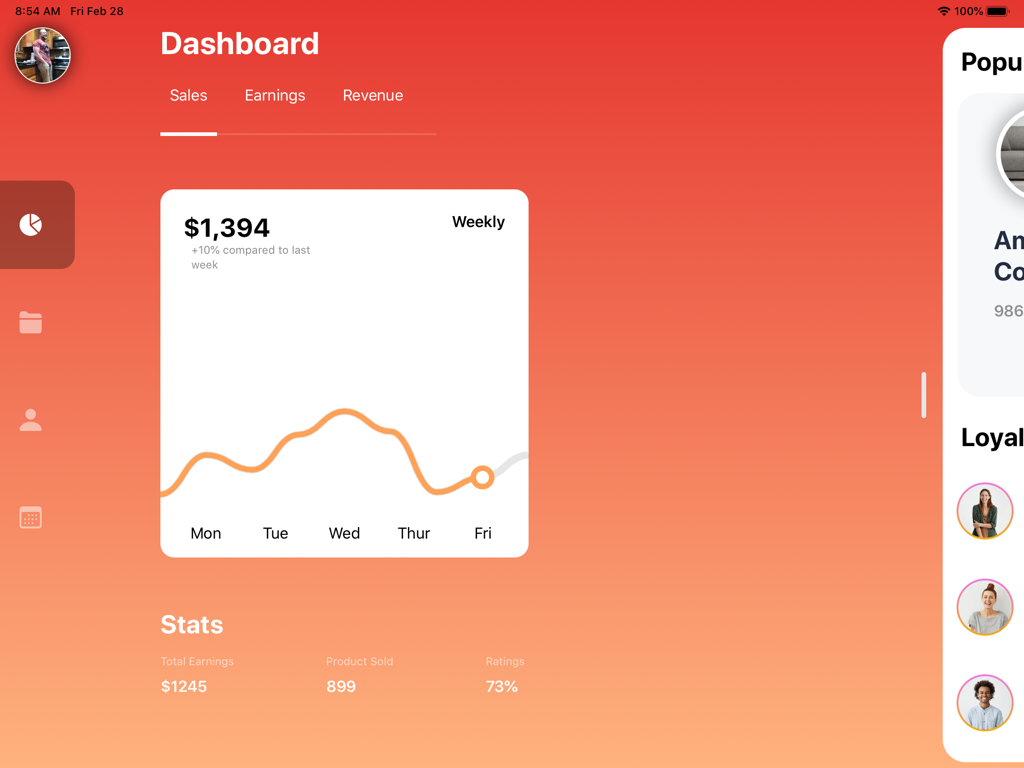 8:54 AM Fri Feb 28
100%
Dashboard
Sales Earnings Revenue
$1,394
Weekly
+10% compared to last
week
Mon Tue Wed Thur Fri
Stats
Total Earnings Product Sold Ratings
$1245 899 73%
Popu
Am
Co
986
Loyal